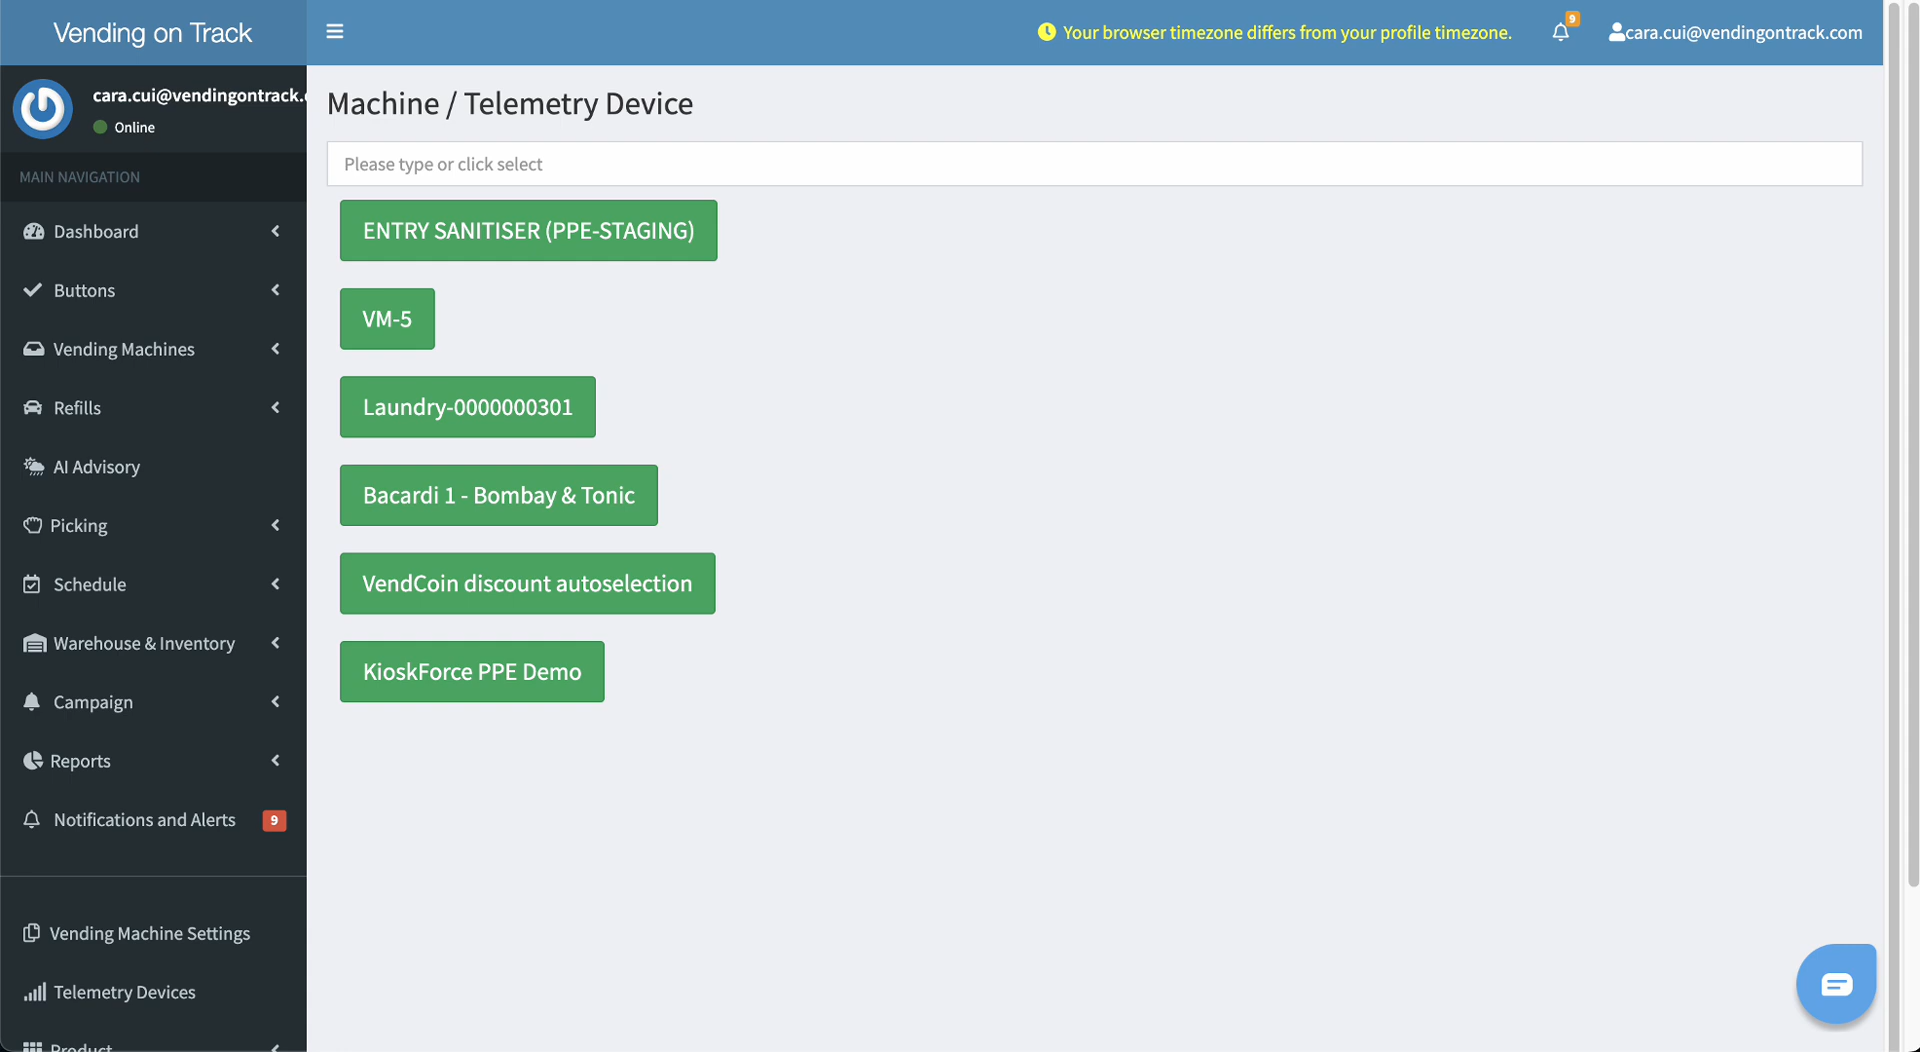 Vending on Track
Your browser timezone differs from your profile timezone.
9
cara.cui@vendingontrack.com
cara.cui@vendingontrack.
Online
MAIN NAVIGATION
Dashboard
Buttons
Vending Machines
Refills
AI Advisory
Picking
Schedule
Warehouse & Inventory
Campaign
Reports
Notifications and Alerts 9
Vending Machine Settings
Telemetry Devices
Product
Machine / Telemetry Device
Please type or click select
ENTRY SANITISER (PPE-STAGING)
VM-5
Laundry-0000000301
Bacardi 1 - Bombay & Tonic
VendCoin discount autoselection
KioskForce PPE Demo